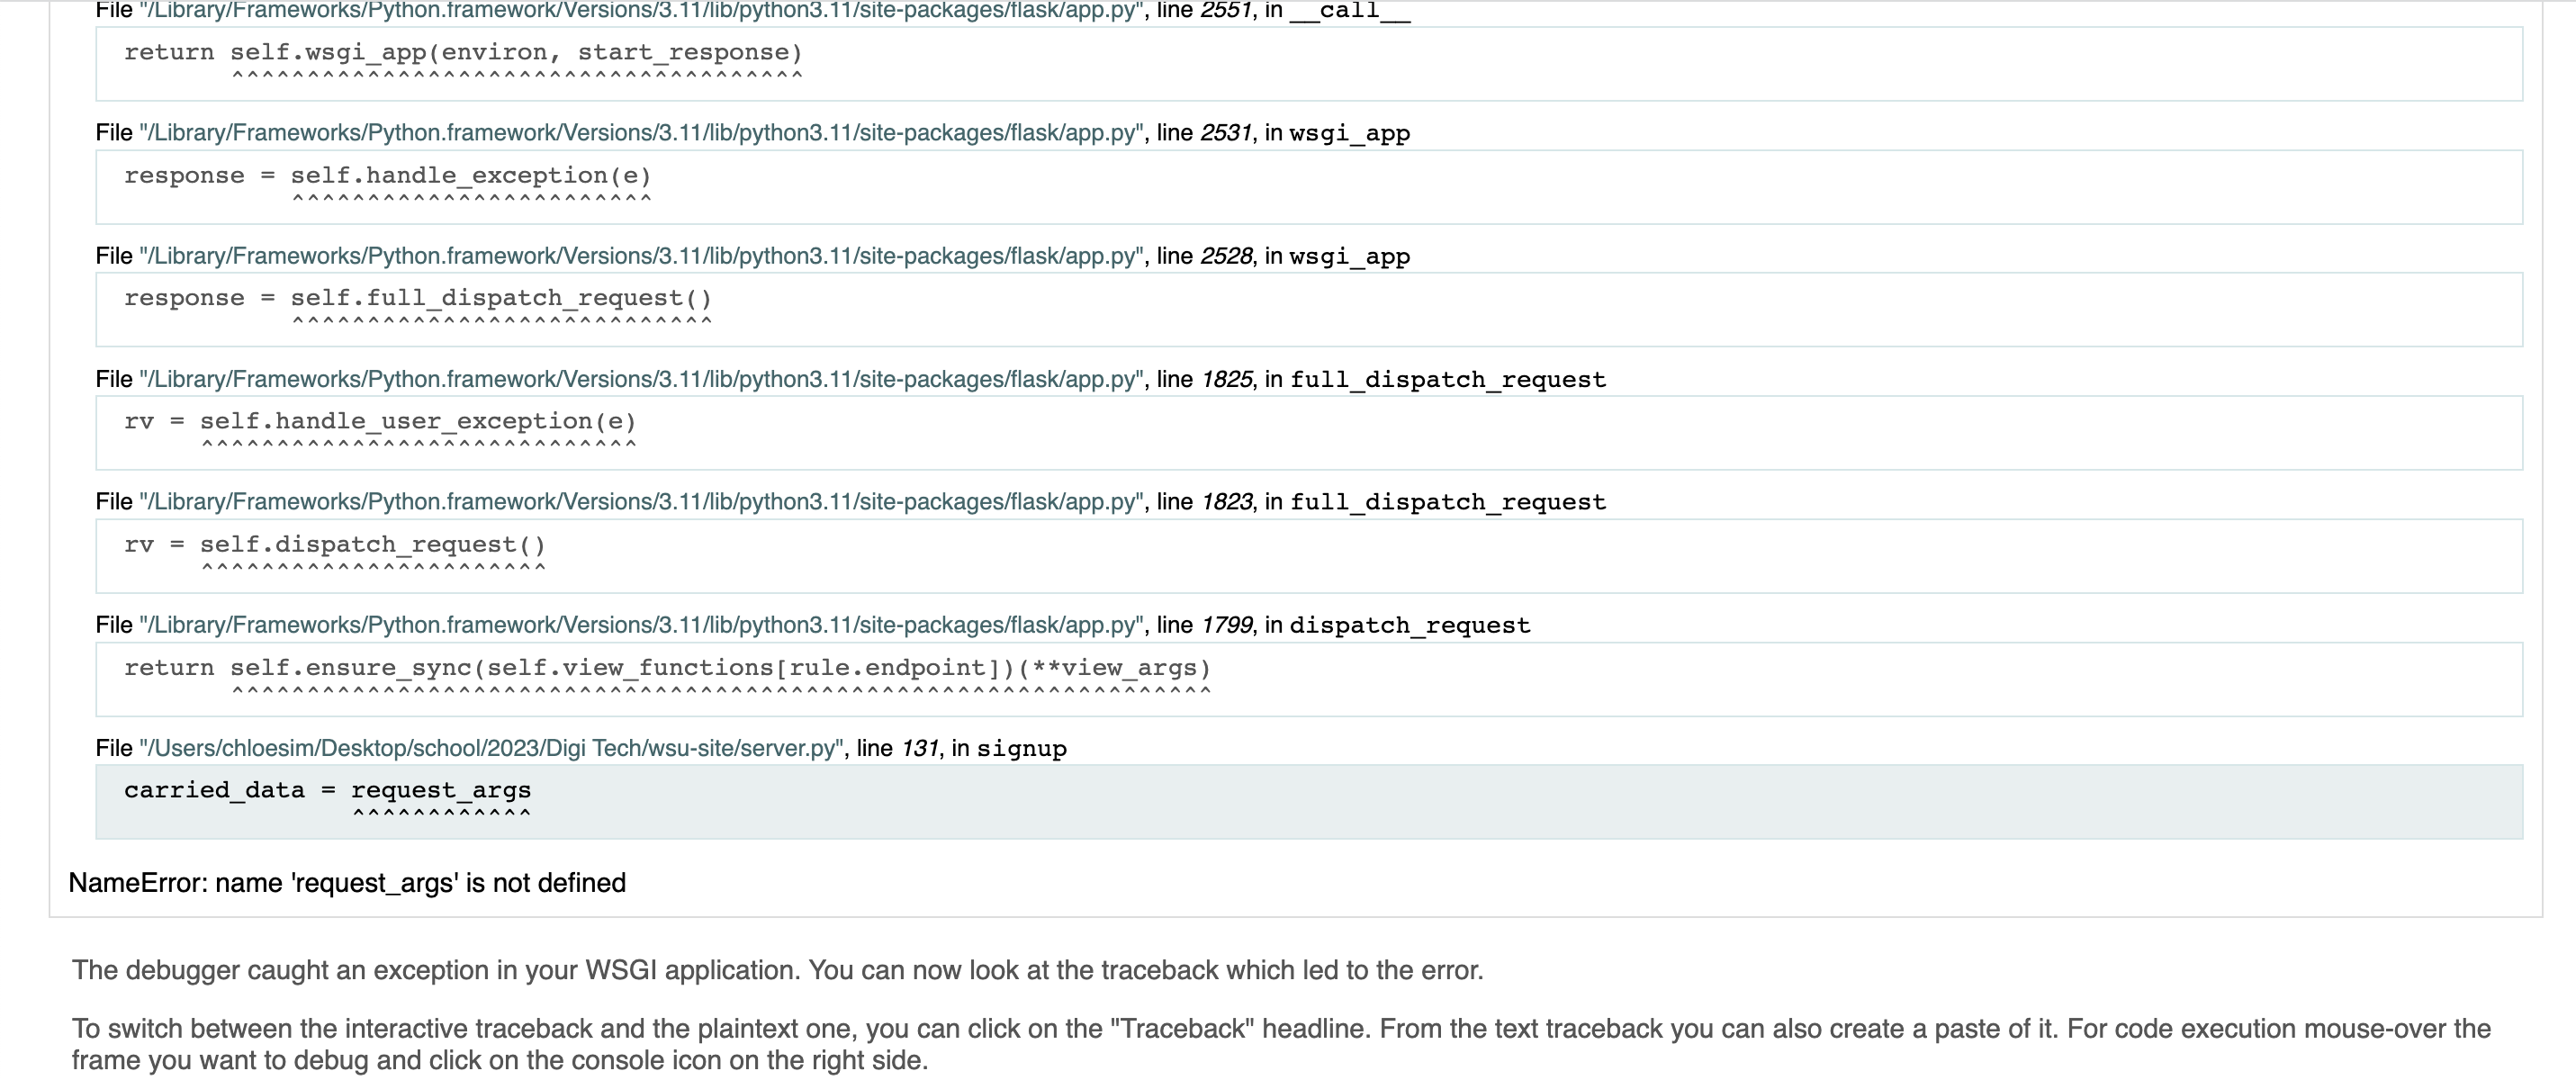 File "/Library/Frameworks/Python.framework/Versions/3.11/lib/python3.11/site-packages/flask/app.py", line 2551, in __call__
return self.wsgi_app(environ, start_response)
^^^^^^^^^^^^^^^^^^^^^^^^^^^^^^^^^^^^^^
File "/Library/Frameworks/Python.framework/Versions/3.11/lib/python3.11/site-packages/flask/app.py", line 2531, in wsgi_app
response = self.handle_exception(e)
^^^^^^^^^^^^^^^^^^^^^^^^
File "/Library/Frameworks/Python.framework/Versions/3.11/lib/python3.11/site-packages/flask/app.py", line 2528, in wsgi_app
response = self.full_dispatch_request()
^^^^^^^^^^^^^^^^^^^^^^^^^^^^
File "/Library/Frameworks/Python.framework/Versions/3.11/lib/python3.11/site-packages/flask/app.py", line 1825, in full_dispatch_request
rv = self.handle_user_exception(e)
^^^^^^^^^^^^^^^^^^^^^^^^^^^^^
File "/Library/Frameworks/Python.framework/Versions/3.11/lib/python3.11/site-packages/flask/app.py", line 1823, in full_dispatch_request
rv = self.dispatch_request()
^^^^^^^^^^^^^^^^^^^^^^^
File "/Library/Frameworks/Python.framework/Versions/3.11/lib/python3.11/site-packages/flask/app.py", line 1799, in dispatch_request
return self.ensure_sync(self.view_functions[rule.endpoint])(**view_args)
^^^^^^^^^^^^^^^^^^^^^^^^^^^^^^^^^^^^^^^^^^^^^^^^^^^^^^^^^^^^^^^^^
File "/Users/chloesim/Desktop/school/2023/Digi Tech/wsu-site/server.py", line 131, in signup
carried_data = request_args
^^^^^^^^^^^^
NameError: name 'request_args' is not defined
The debugger caught an exception in your WSGI application. You can now look at the traceback which led to the error.
To switch between the interactive traceback and the plaintext one, you can click on the "Traceback" headline. From the text traceback you can also create a paste of it. For code execution mouse-over the
frame you want to debug and click on the console icon on the right side.